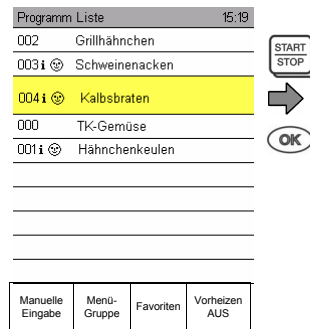 Programm Liste 15:19
002 Grillhähnchen
003 i Schweinenacken
004 i Kalbsbraten
000 TK-Gemüse
001 i Hähnchenkeulen
START
STOP
OK
Manuelle Eingabe
Menü-Gruppe
Favoriten
Vorheizen AUS